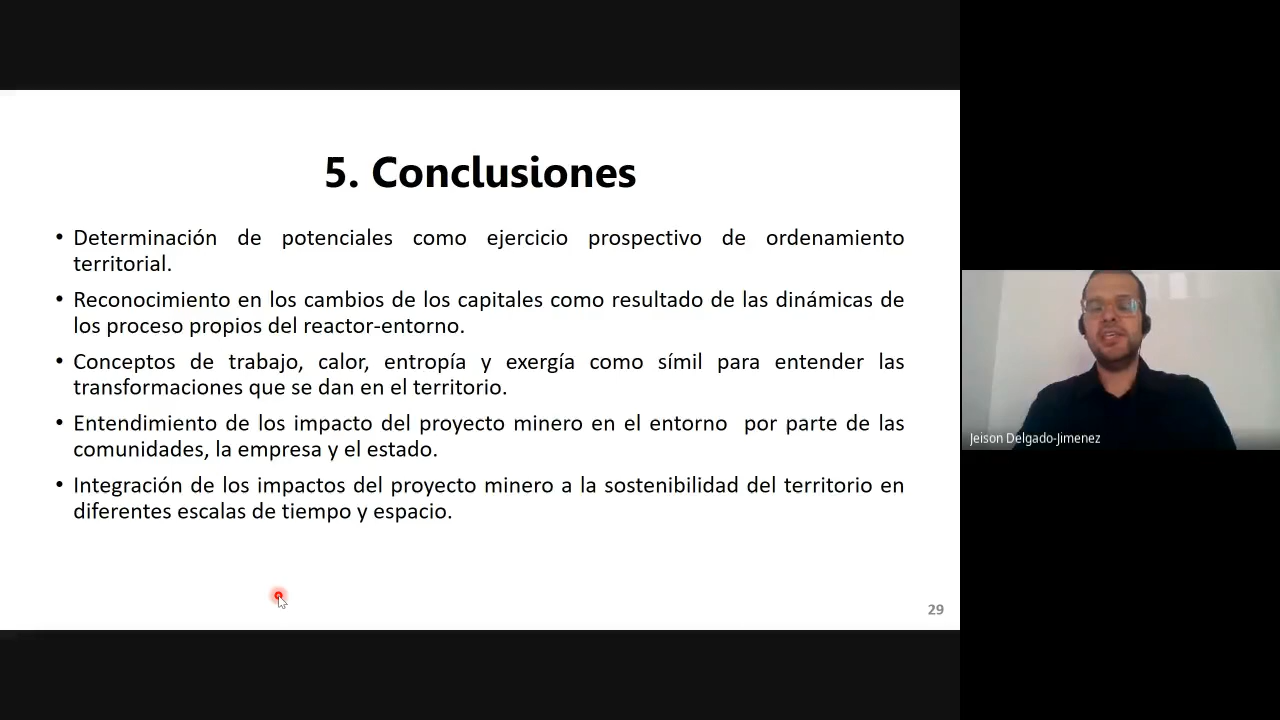 5. Conclusiones
• Determinación de potenciales como ejercicio prospectivo de ordenamiento
territorial.
• Reconocimiento en los cambios de los capitales como resultado de las dinámicas de
los proceso propios del reactor-entorno.
• Conceptos de trabajo, calor, entropía y exergía como símil para entender las
transformaciones que se dan en el territorio.
• Entendimiento de los impacto del proyecto minero en el entorno por parte de las
comunidades, la empresa y el estado.
• Integración de los impactos del proyecto minero a la sostenibilidad del territorio en
diferentes escalas de tiempo y espacio.
29
Jeison Delgado-Jimenez